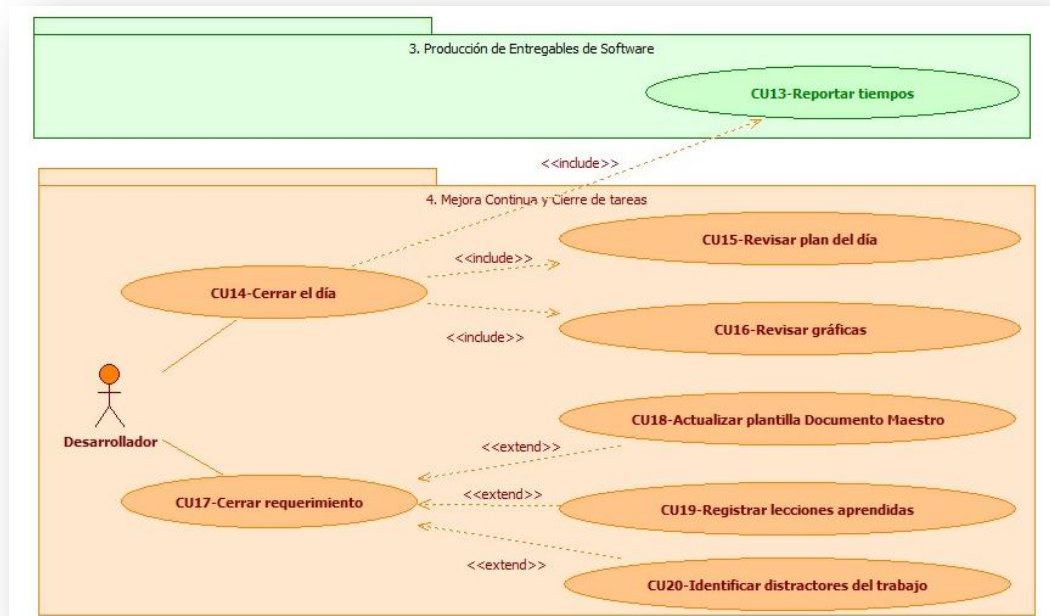 3. Producción de Entregables de Software
CU13-Reportar tiempos
<<include>>
4. Mejora Continua y Cierre de tareas
CU15-Revisar plan del día
<<include>>
CU14-Cerrar el día
CU16-Revisar gráficas
<<include>>
CU18-Actualizar plantilla Documento Maestro
Desarrollador
<<extend>>
CU17-Cerrar requerimiento
<<extend>>
CU19-Registrar lecciones aprendidas
<<extend>>
CU20-Identificar distractores del trabajo